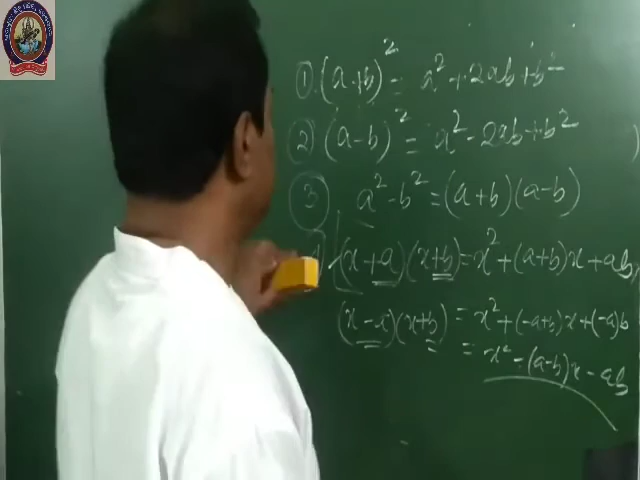 ① (a+b)² = a² + 2ab + b²
② (a-b)² = a² - 2ab + b²
③ a² - b² = (a+b)(a-b)
(x+a)(x+b) = x² + (a+b)x + ab
(x-a)(x+b) = x² + (-a+b)x + (-a)b
= x² - (a-b)x - ab